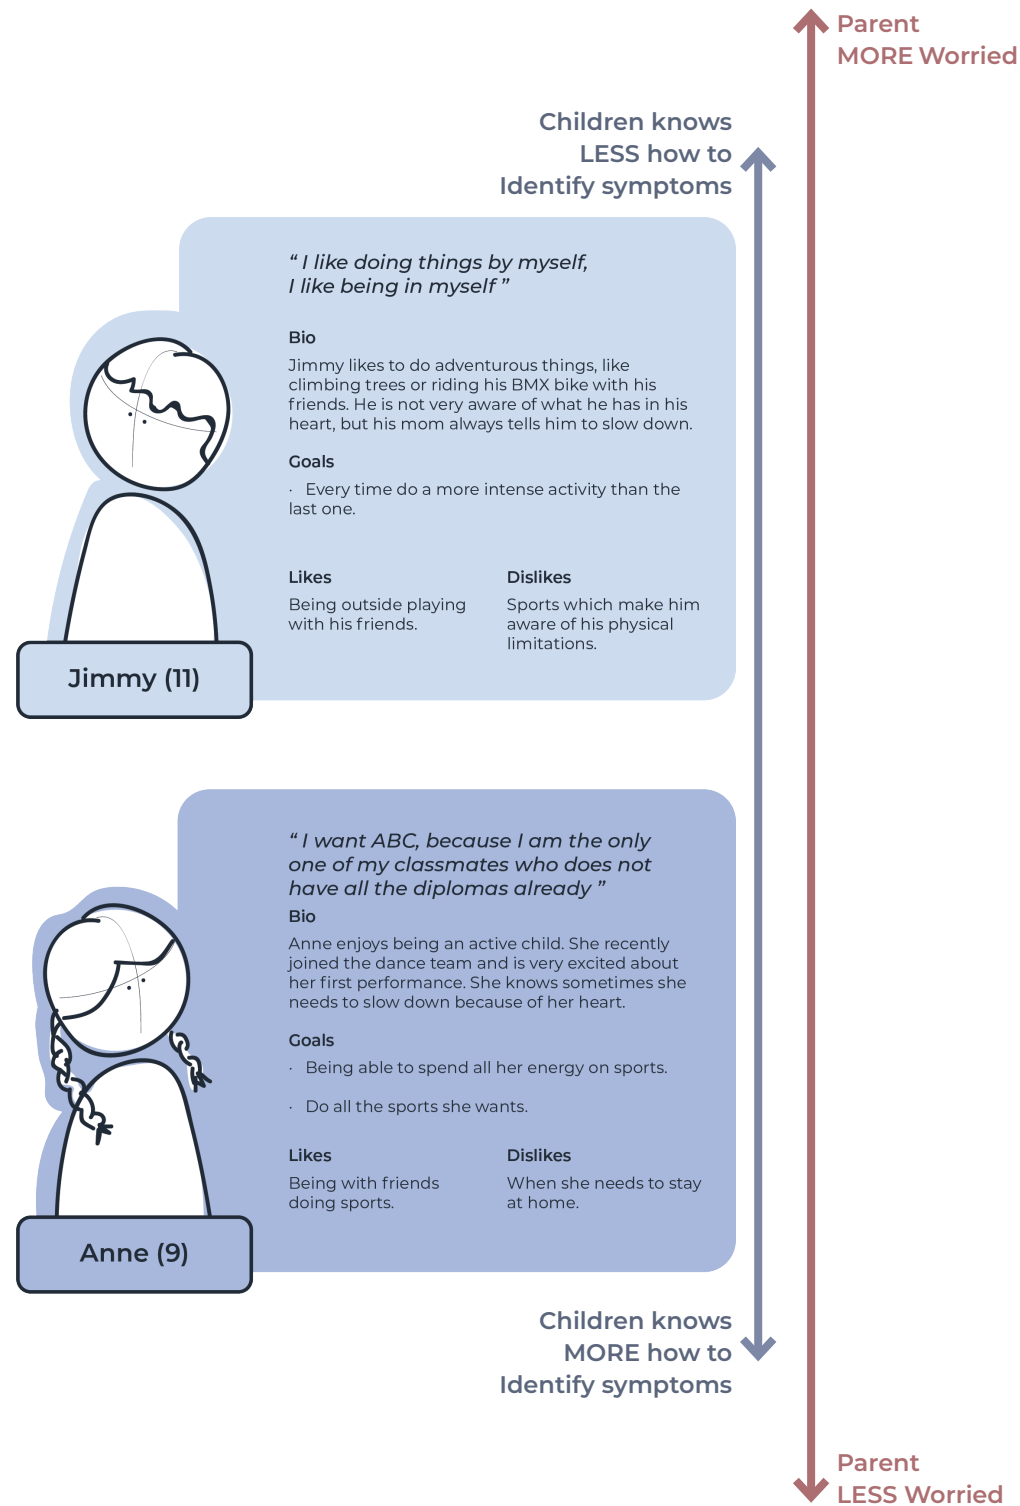 Parent
MORE Worried
Children knows
LESS how to
Identify symptoms
“ I like doing things by myself,
I like being in myself ”
Bio
Jimmy likes to do adventurous things, like
climbing trees or riding his BMX bike with his
friends. He is not very aware of what he has in his
heart, but his mom always tells him to slow down.
Goals
· Every time do a more intense activity than the
last one.
Likes
Being outside playing
with his friends.
Dislikes
Sports which make him
aware of his physical
limitations.
Jimmy (11)
“ I want ABC, because I am the only
one of my classmates who does not
have all the diplomas already ”
Bio
Anne enjoys being an active child. She recently
joined the dance team and is very excited about
her first performance. She knows sometimes she
needs to slow down because of her heart.
Goals
· Being able to spend all her energy on sports.
· Do all the sports she wants.
Likes
Being with friends
doing sports.
Dislikes
When she needs to stay
at home.
Anne (9)
Children knows
MORE how to
Identify symptoms
Parent
LESS Worried